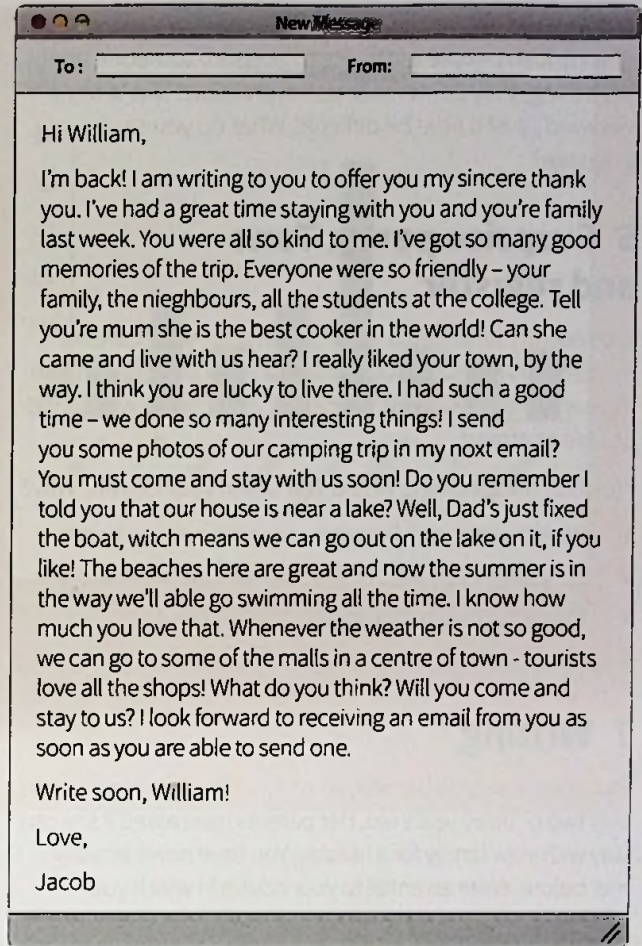 New Message
To: From:
Hi William,
I'm back! I am writing to you to offer you my sincere thank
you. I've had a great time staying with you and you're family
last week. You were all so kind to me. I've got so many good
memories of the trip. Everyone were so friendly – your
family, the nieghbours, all the students at the college. Tell
you're mum she is the best cooker in the world! Can she
came and live with us hear? I really liked your town, by the
way. I think you are lucky to live there. I had such a good
time – we done so many interesting things! I send
you some photos of our camping trip in my noxt email?
You must come and stay with us soon! Do you remember I
told you that our house is near a lake? Well, Dad's just fixed
the boat, witch means we can go out on the lake on it, if you
like! The beaches here are great and now the summer is in
the way we'll able go swimming all the time. I know how
much you love that. Whenever the weather is not so good,
we can go to some of the malls in a centre of town - tourists
love all the shops! What do you think? Will you come and
stay to us? I look forward to receiving an email from you as
soon as you are able to send one.
Write soon, William!
Love,
Jacob